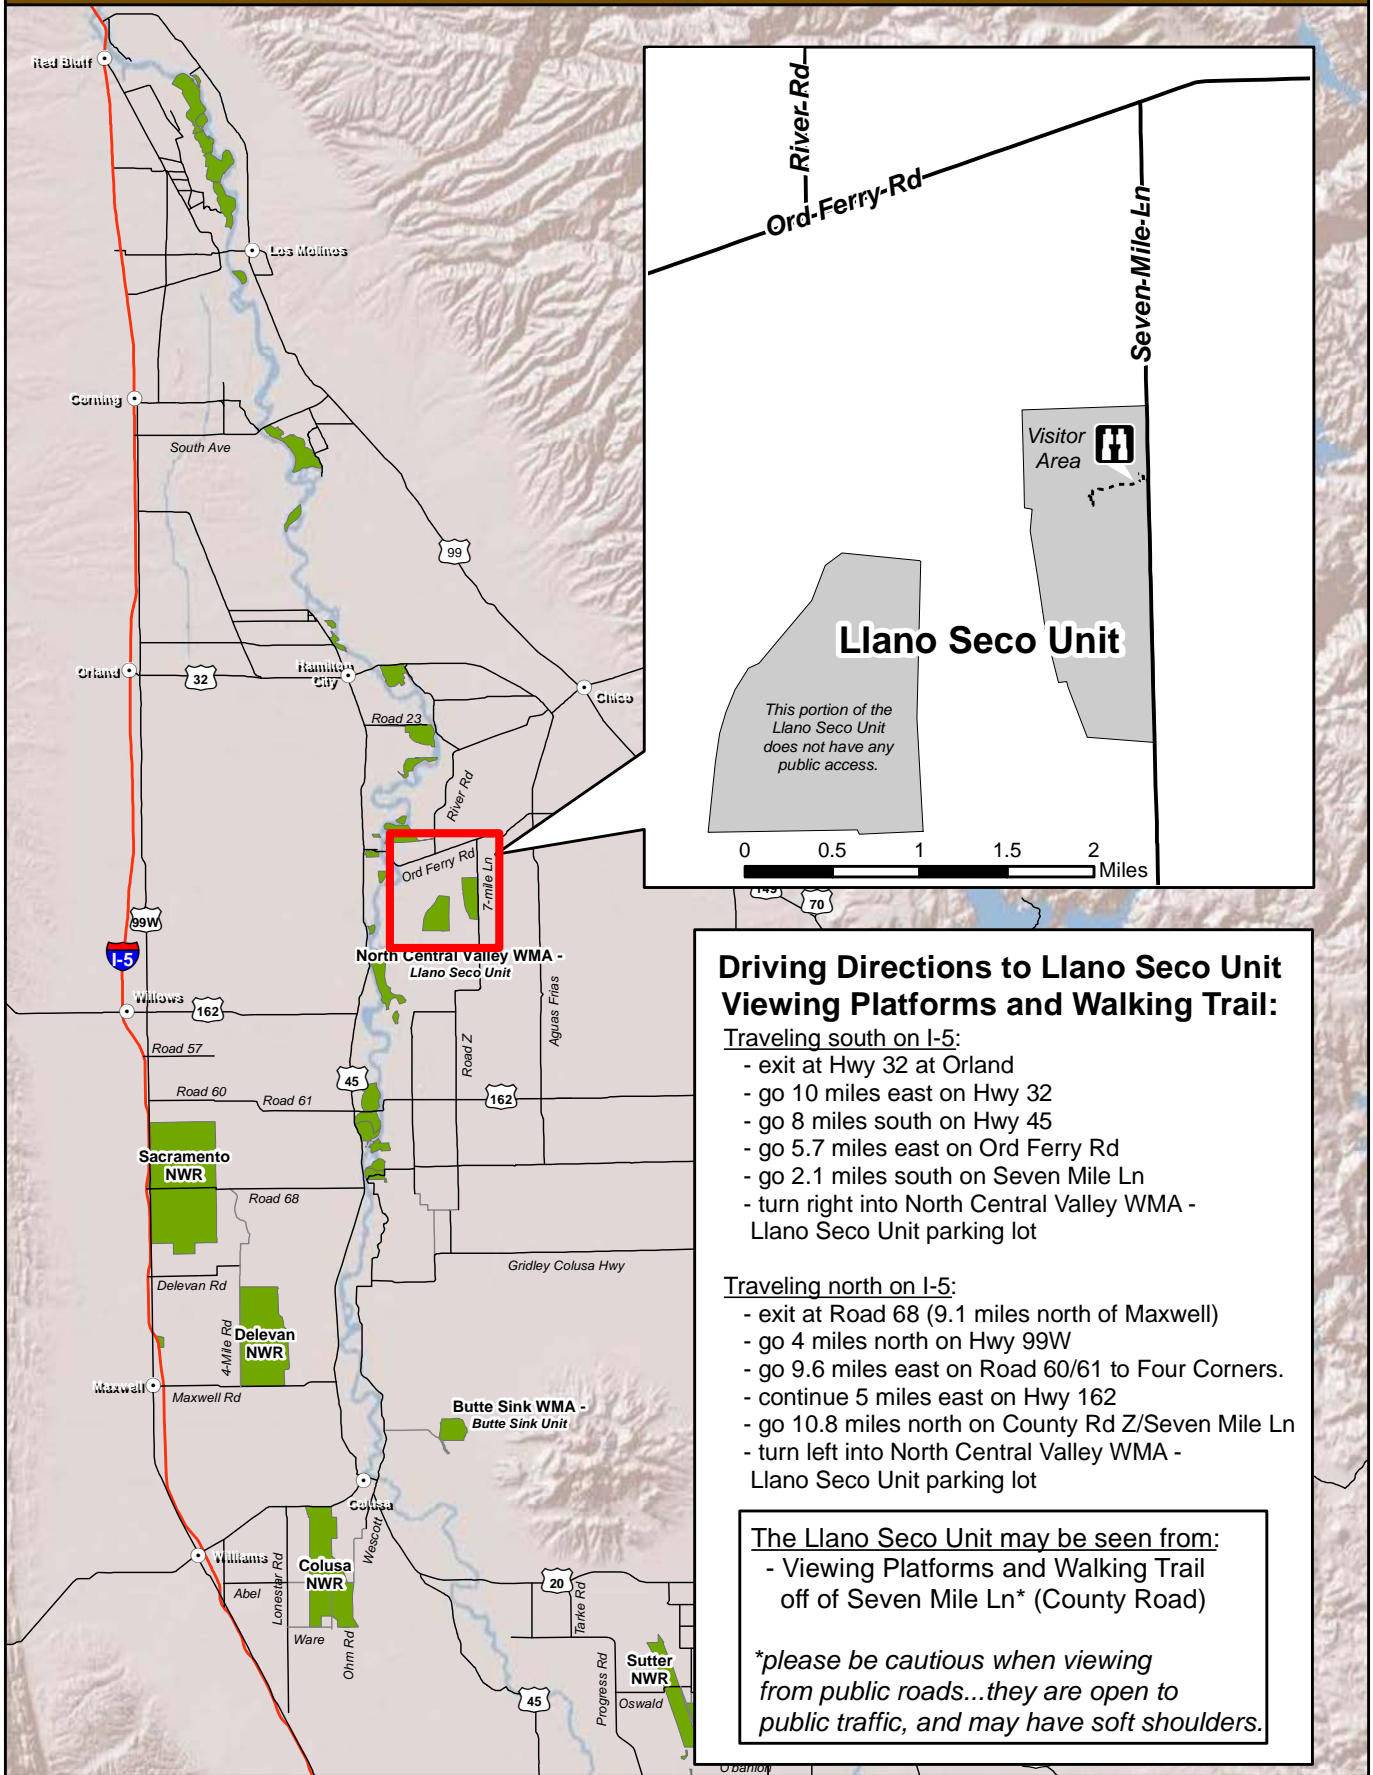 Red Bluff
Los Molinos
Corning
South Ave
99
Orland
32
Hamilton
City
Chico
Road 23
River Rd
Ord Ferry Rd
7-mile Ln
99W
I-5
North Central Valley WMA -
Llano Seco Unit
Willows
162
Road 57
Road Z
Aguas Frias
45
Road 60
Road 61
162
Sacramento
NWR
Road 68
Gridley Colusa Hwy
Delevan Rd
4-Mile Rd
Delevan
NWR
Maxwell
Maxwell Rd
Butte Sink WMA -
Butte Sink Unit
Colusa
Wescott
Williams
Lonestar Rd
Colusa
NWR
Abel
Ware
Ohm Rd
20
Tarke Rd
Progress Rd
Sutter
NWR
Oswald
45
O'banion
149
70
River-Rd
Ord-Ferry-Rd
Seven-Mile-Ln
Visitor
Area
Llano Seco Unit
This portion of the
Llano Seco Unit
does not have any
public access.
0 0.5 1 1.5 2
Miles
Driving Directions to Llano Seco Unit
Viewing Platforms and Walking Trail:
Traveling south on I-5:
- exit at Hwy 32 at Orland
- go 10 miles east on Hwy 32
- go 8 miles south on Hwy 45
- go 5.7 miles east on Ord Ferry Rd
- go 2.1 miles south on Seven Mile Ln
- turn right into North Central Valley WMA -
Llano Seco Unit parking lot
Traveling north on I-5:
- exit at Road 68 (9.1 miles north of Maxwell)
- go 4 miles north on Hwy 99W
- go 9.6 miles east on Road 60/61 to Four Corners.
- continue 5 miles east on Hwy 162
- go 10.8 miles north on County Rd Z/Seven Mile Ln
- turn left into North Central Valley WMA -
Llano Seco Unit parking lot
The Llano Seco Unit may be seen from:
- Viewing Platforms and Walking Trail
off of Seven Mile Ln* (County Road)
*please be cautious when viewing
from public roads...they are open to
public traffic, and may have soft shoulders.